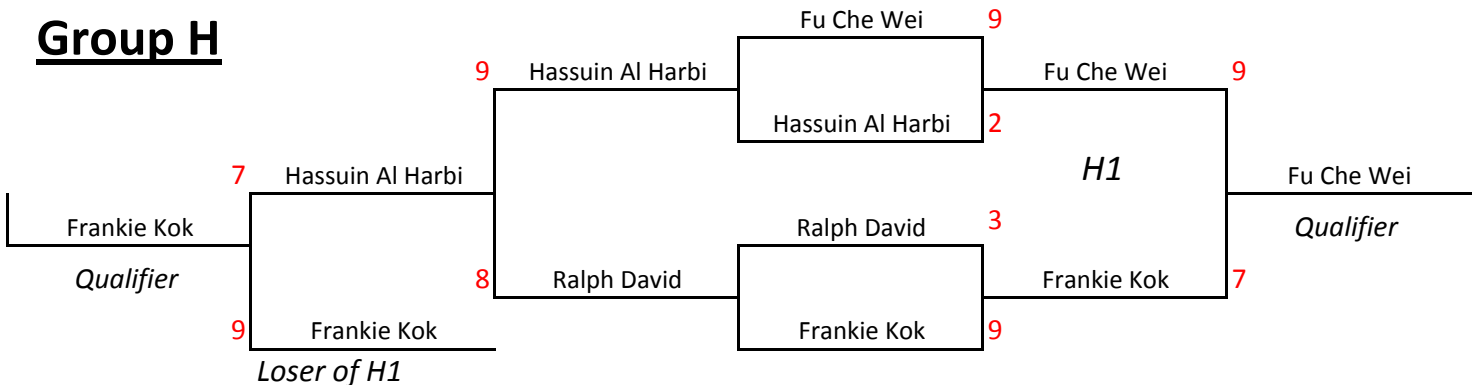 Group H
Fu Che Wei 9
9 Hassuin Al Harbi Fu Che Wei 9
Hassuin Al Harbi 2
7 Hassuin Al Harbi H1 Fu Che Wei
Frankie Kok Ralph David 3 Qualifier
Qualifier 8 Ralph David Frankie Kok 7
9 Frankie Kok Frankie Kok 9
Loser of H1